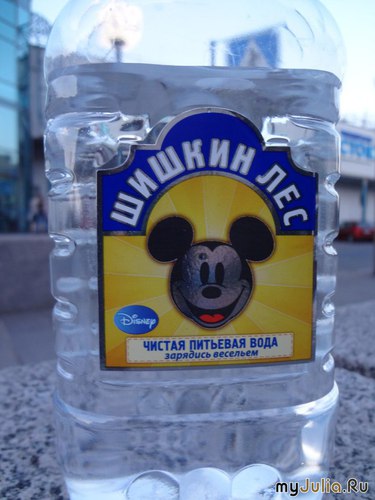 ШИШКИН ЛЕС
Disney
ЧИСТАЯ ПИТЬЕВАЯ ВОДА
зарядись весельем
myJulia.Ru